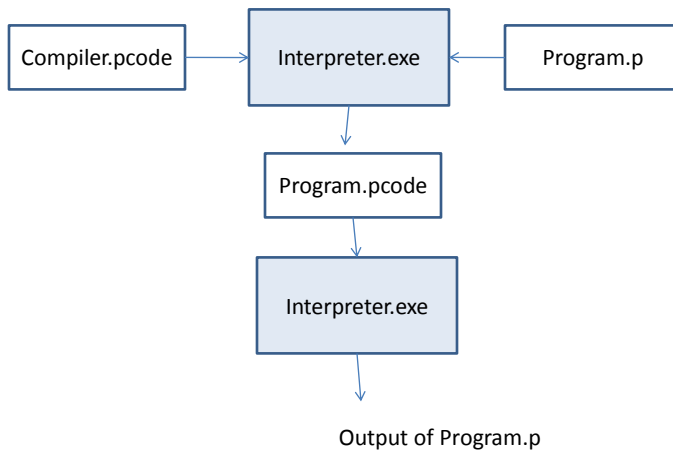 Compiler.pcode
Interpreter.exe
Program.p
Program.pcode
Interpreter.exe
Output of Program.p